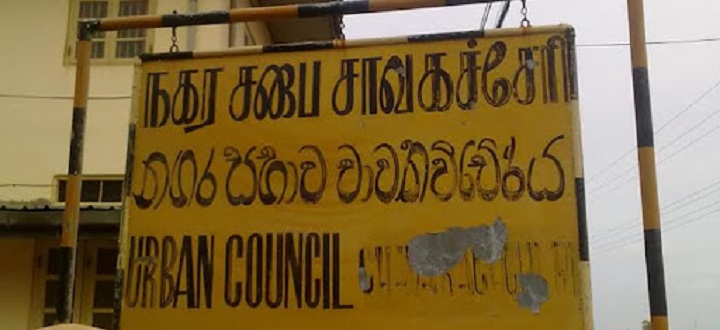 நகர சபை சாவகச்சேரி
නගර සභාව චාවකච්චේරිය
URBAN COUNCIL